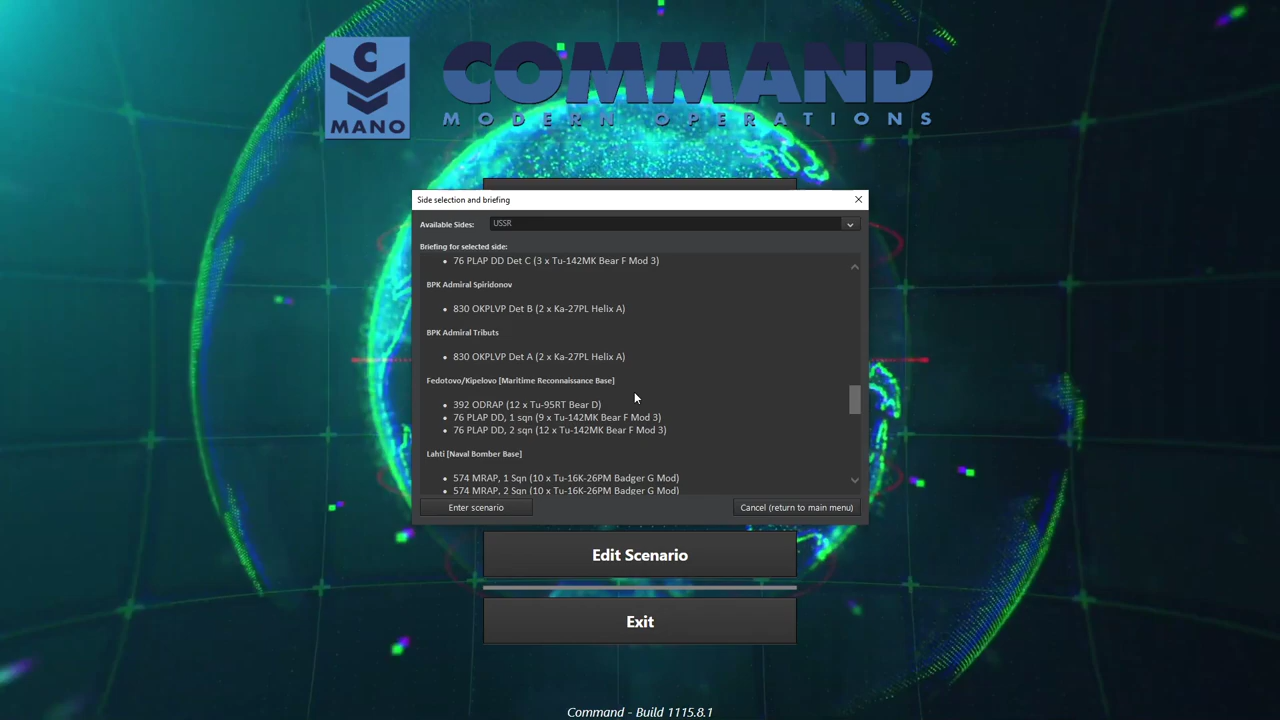 C
MANO
COMMAND
MODERN OPERATIONS
Side selection and briefing
Available Sides: USSR
Briefing for selected side:
• 76 PLAP DD Det C (3 x Tu-142MK Bear F Mod 3)
BPK Admiral Spiridonov
• 830 OKPLVP Det B (2 x Ka-27PL Helix A)
BPK Admiral Tributs
• 830 OKPLVP Det A (2 x Ka-27PL Helix A)
Fedotovo/Kipelovo [Maritime Reconnaissance Base]
• 392 ODRAP (12 x Tu-95RT Bear D)
• 76 PLAP DD, 1 sqn (9 x Tu-142MK Bear F Mod 3)
• 76 PLAP DD, 2 sqn (12 x Tu-142MK Bear F Mod 3)
Lahti [Naval Bomber Base]
• 574 MRAP, 1 Sqn (10 x Tu-16K-26PM Badger G Mod)
• 574 MRAP, 2 Sqn (10 x Tu-16K-26PM Badger G Mod)
Enter scenario
Cancel (return to main menu)
Edit Scenario
Exit
Command - Build 1115.8.1